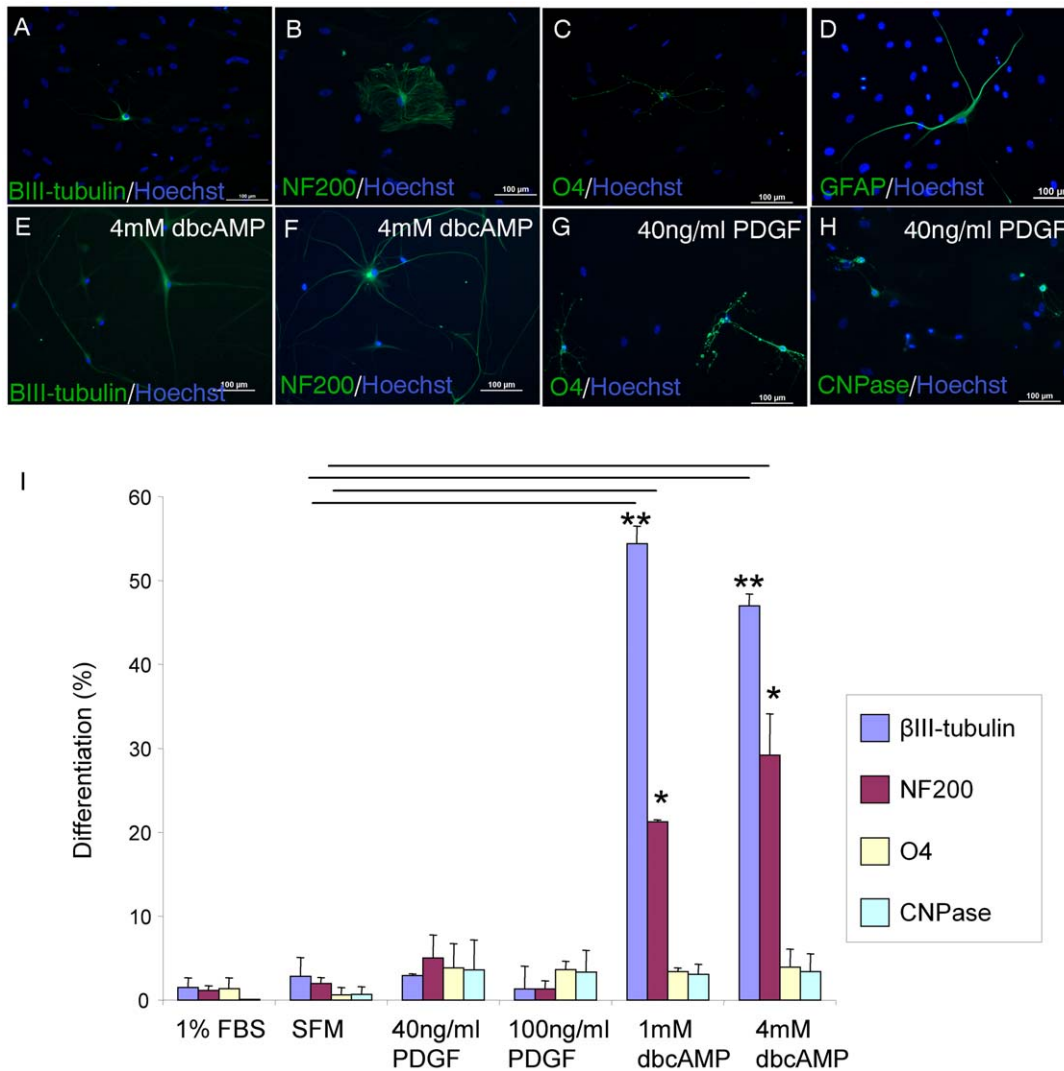 A
BIII-tubulin/Hoechst
100 µm
B
NF200/Hoechst
100 µm
C
O4/Hoechst
100 µm
D
GFAP/Hoechst
100 µm
E
4mM dbcAMP
BIII-tubulin/Hoechst
100 µm
F
4mM dbcAMP
NF200/Hoechst
100 µm
G
40ng/ml PDGF
O4/Hoechst
100 µm
H
40ng/ml PDGF
CNPase/Hoechst
100 µm
I
Differentiation (%)
60
50
40
30
20
10
0
**
*
**
*
1% FBS
SFM
40ng/ml
PDGF
100ng/ml
PDGF
1mM
dbcAMP
4mM
dbcAMP
βIII-tubulin
NF200
O4
CNPase